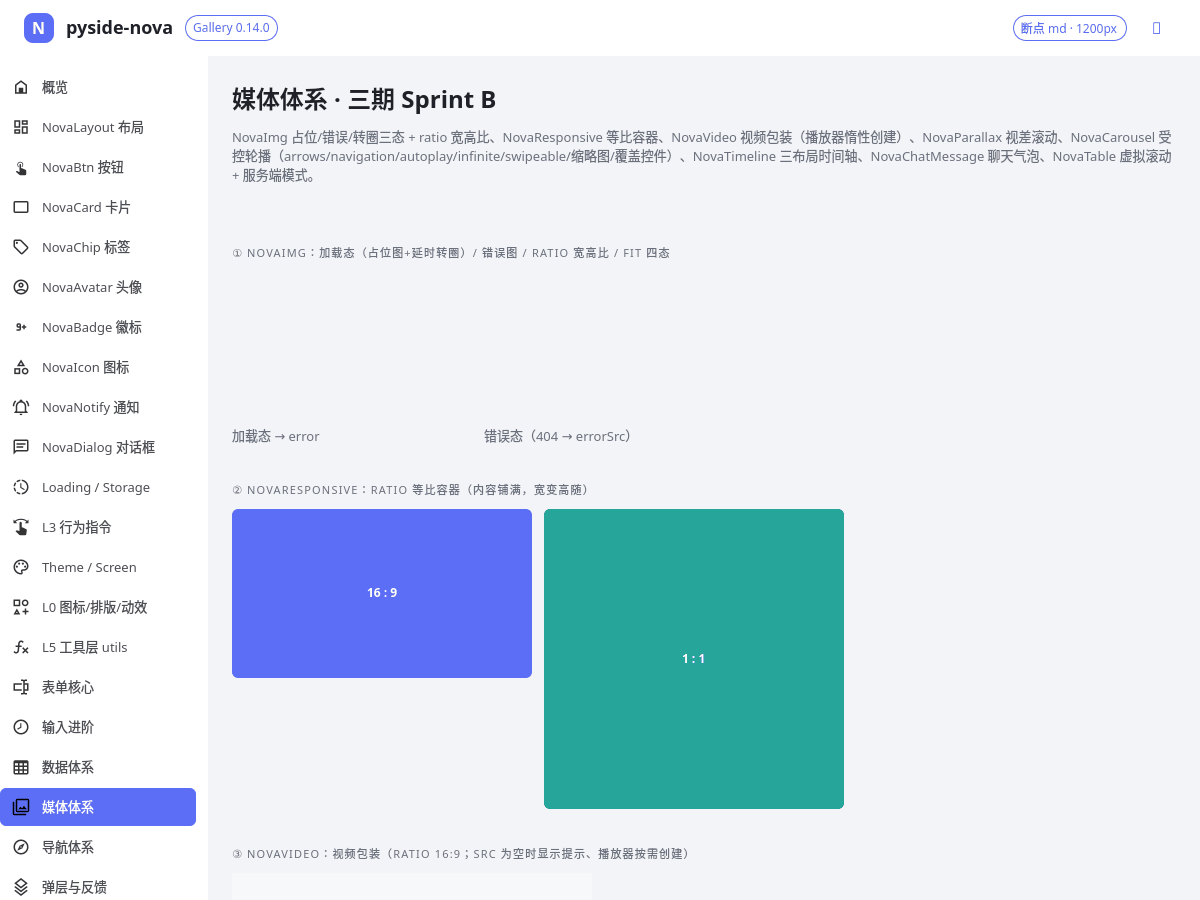 N pyside-nova Gallery 0.14.0 断点 md · 1200px
概览
NovaLayout 布局
NovaBtn 按钮
NovaCard 卡片
NovaChip 标签
NovaAvatar 头像
9+ NovaBadge 徽标
NovaIcon 图标
NovaNotify 通知
NovaDialog 对话框
Loading / Storage
L3 行为指令
Theme / Screen
L0 图标/排版/动效
L5 工具层 utils
表单核心
输入进阶
数据体系
媒体体系
导航体系
弹层与反馈
媒体体系 · 三期 Sprint B
NovaImg 占位/错误/转圈三态 + ratio 宽高比、NovaResponsive 等比容器、NovaVideo 视频包装（播放器惰性创建）、NovaParallax 视差滚动、NovaCarousel 受
控轮播（arrows/navigation/autoplay/infinite/swipeable/缩略图/覆盖控件）、NovaTimeline 三布局时间轴、NovaChatMessage 聊天气泡、NovaTable 虚拟滚动
+ 服务端模式。
① NOVAIMG：加载态（占位图+延时转圈）/ 错误图 / RATIO 宽高比 / FIT 四态
加载态 → error
错误态（404 → errorSrc）
② NOVARESPONSIVE：RATIO 等比容器（内容铺满，宽变高随）
16 : 9
1 : 1
③ NOVAVIDEO：视频包装（RATIO 16:9；SRC 为空时显示提示、播放器按需创建）